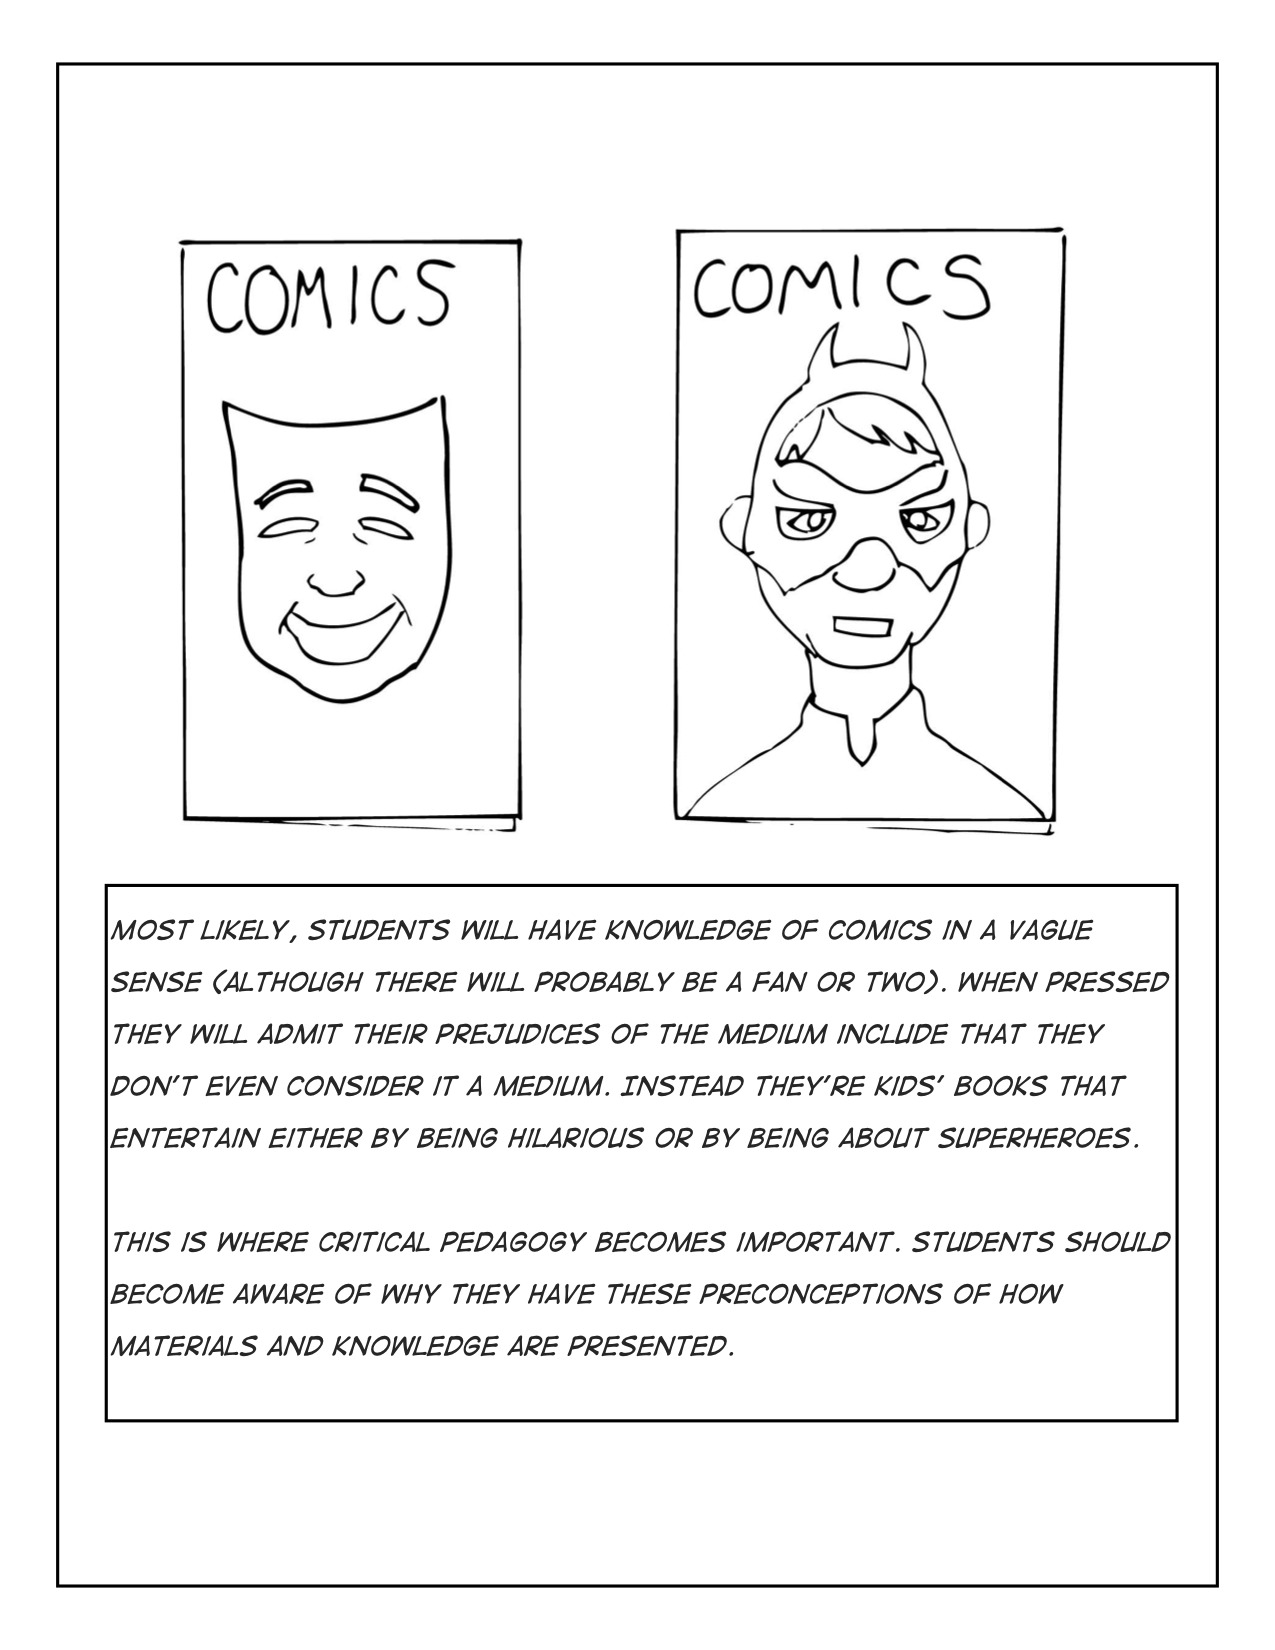 COMICS
COMICS
MOST LIKELY, STUDENTS WILL HAVE KNOWLEDGE OF COMICS IN A VAGUE
SENSE (ALTHOUGH THERE WILL PROBABLY BE A FAN OR TWO). WHEN PRESSED
THEY WILL ADMIT THEIR PREJUDICES OF THE MEDIUM INCLUDE THAT THEY
DON'T EVEN CONSIDER IT A MEDIUM. INSTEAD THEY'RE KIDS' BOOKS THAT
ENTERTAIN EITHER BY BEING HILARIOUS OR BY BEING ABOUT SUPERHEROES.
THIS IS WHERE CRITICAL PEDAGOGY BECOMES IMPORTANT. STUDENTS SHOULD
BECOME AWARE OF WHY THEY HAVE THESE PRECONCEPTIONS OF HOW
MATERIALS AND KNOWLEDGE ARE PRESENTED.